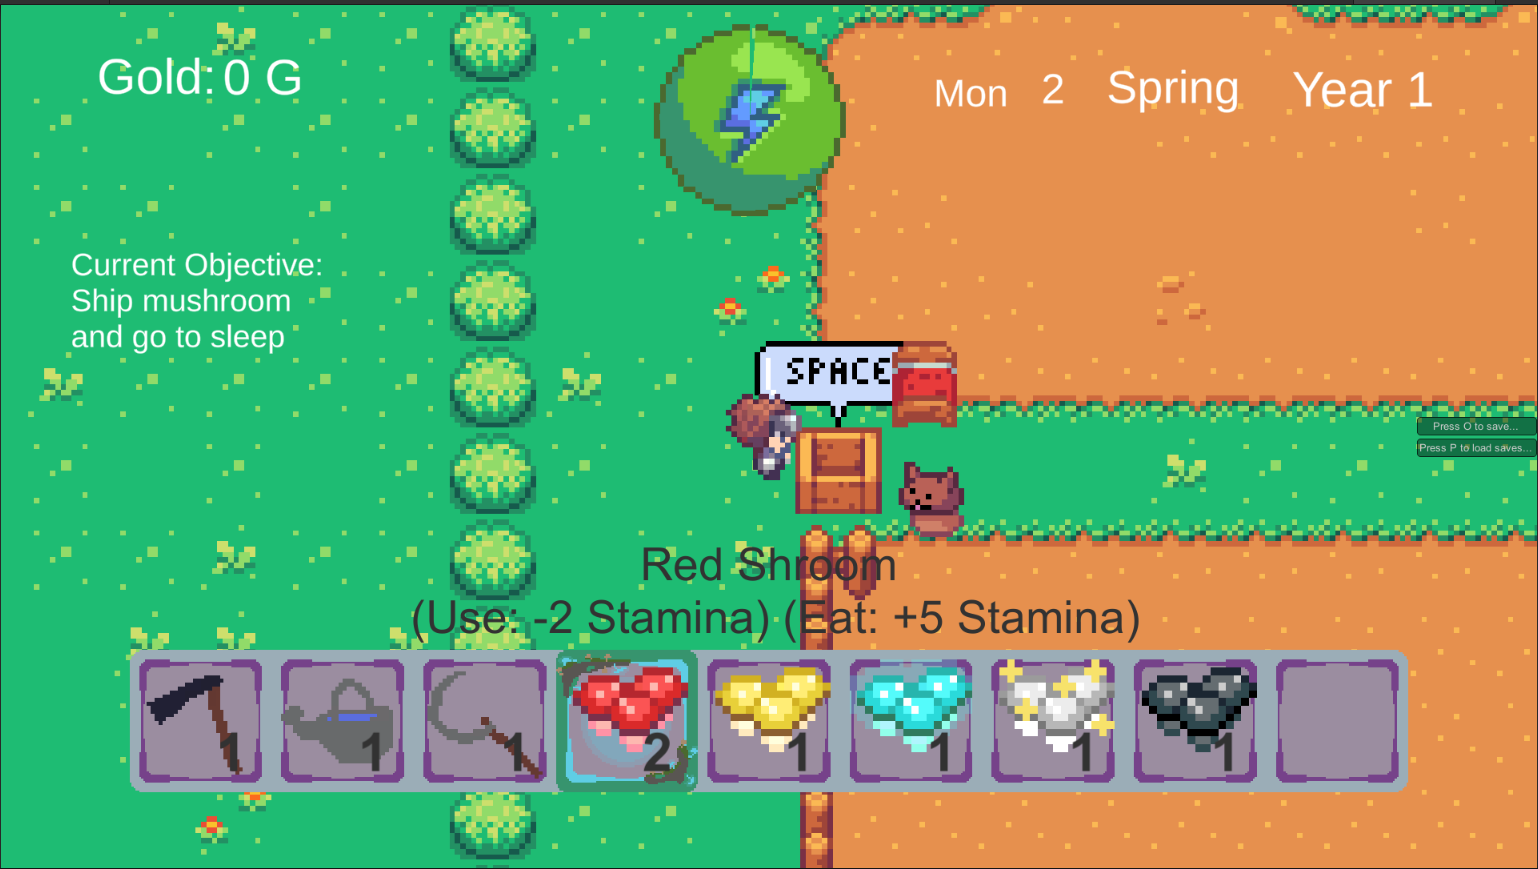 Gold: 0 G
Mon 2 Spring Year 1
Current Objective:
Ship mushroom
and go to sleep
SPACE
Press O to save...
Press P to load saves...
Red Shroom
(Use: -2 Stamina) (Eat: +5 Stamina)
1 1 1 2 1 1 1 1